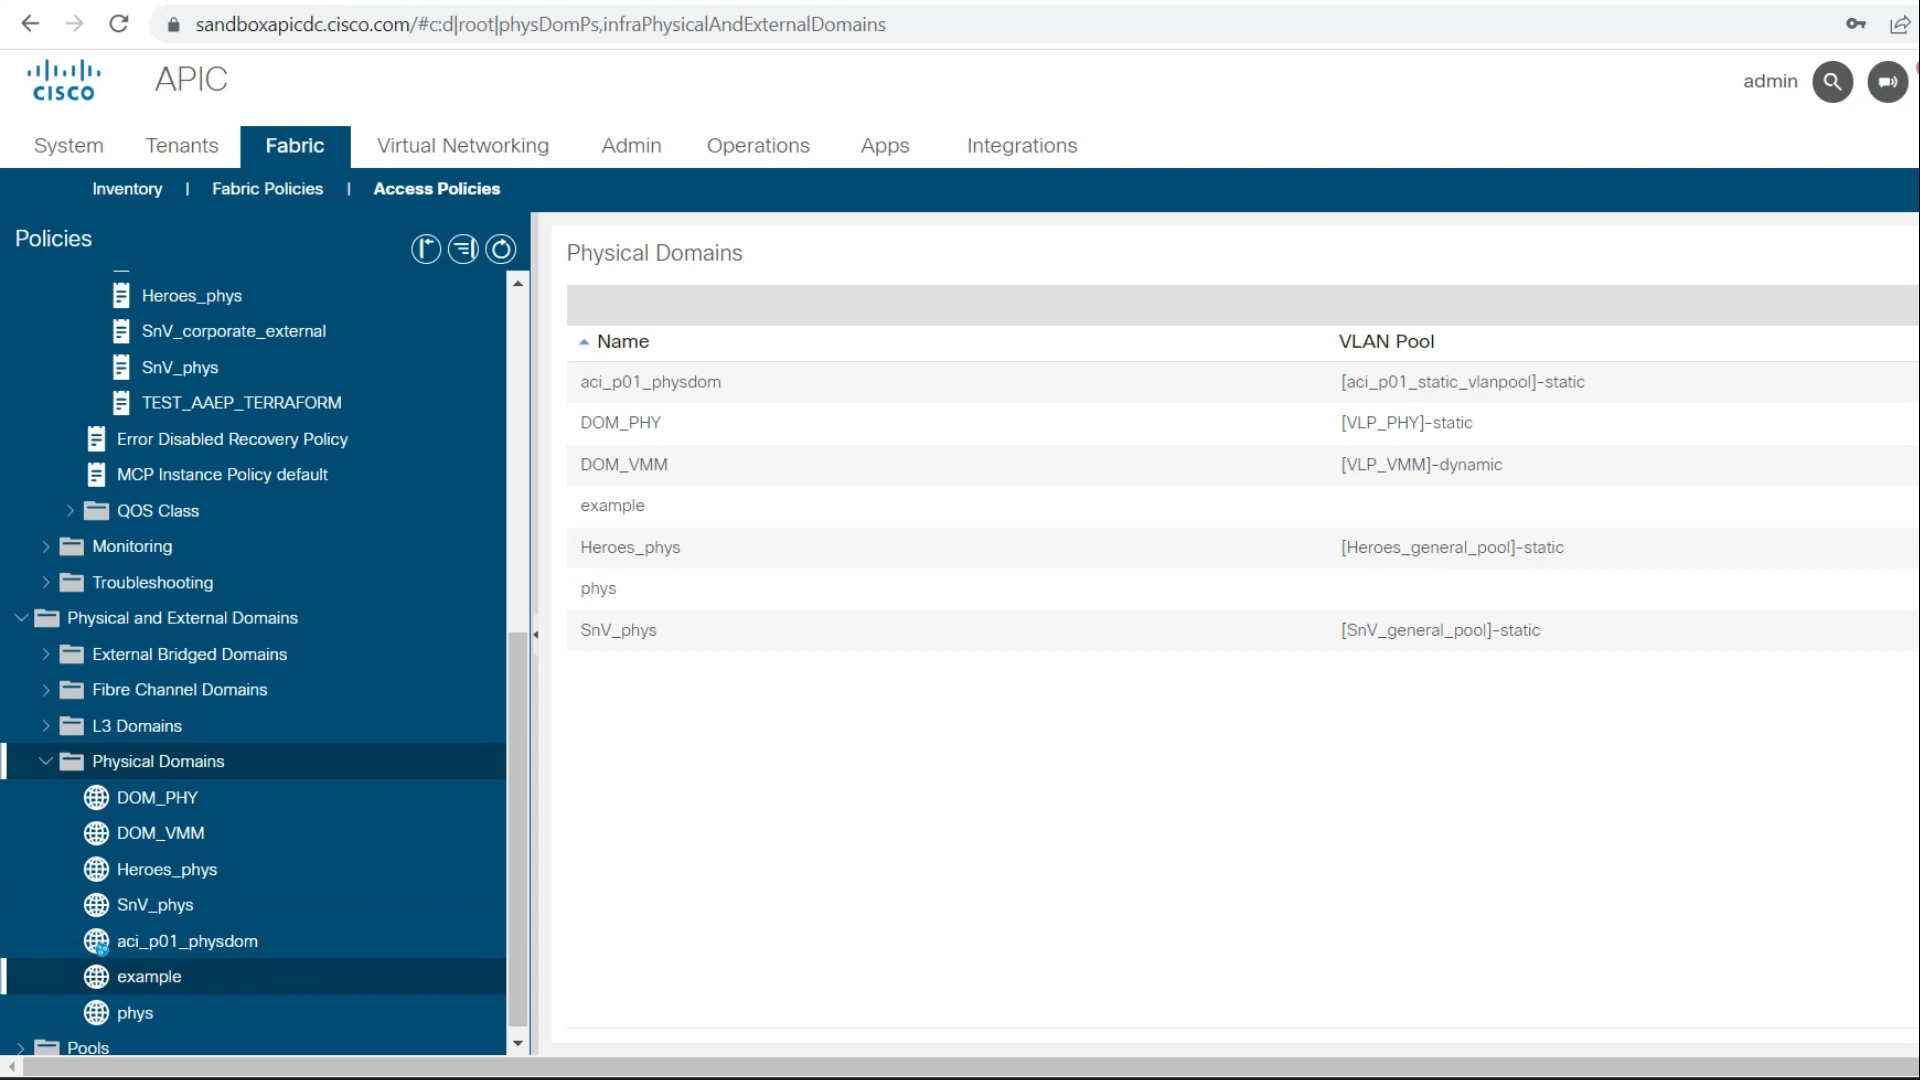 sandboxapicdc.cisco.com/#c:d|root|physDomPs,infraPhysicalAndExternalDomains
CISCO
APIC
admin
System Tenants Fabric Virtual Networking Admin Operations Apps Integrations
Inventory | Fabric Policies | Access Policies
Policies
Heroes_phys
SnV_corporate_external
SnV_phys
TEST_AAEP_TERRAFORM
Error Disabled Recovery Policy
MCP Instance Policy default
QOS Class
Monitoring
Troubleshooting
Physical and External Domains
External Bridged Domains
Fibre Channel Domains
L3 Domains
Physical Domains
DOM_PHY
DOM_VMM
Heroes_phys
SnV_phys
aci_p01_physdom
example
phys
Pools
Physical Domains
Name VLAN Pool
aci_p01_physdom [aci_p01_static_vlanpool]-static
DOM_PHY [VLP_PHY]-static
DOM_VMM [VLP_VMM]-dynamic
example
Heroes_phys [Heroes_general_pool]-static
phys
SnV_phys [SnV_general_pool]-static